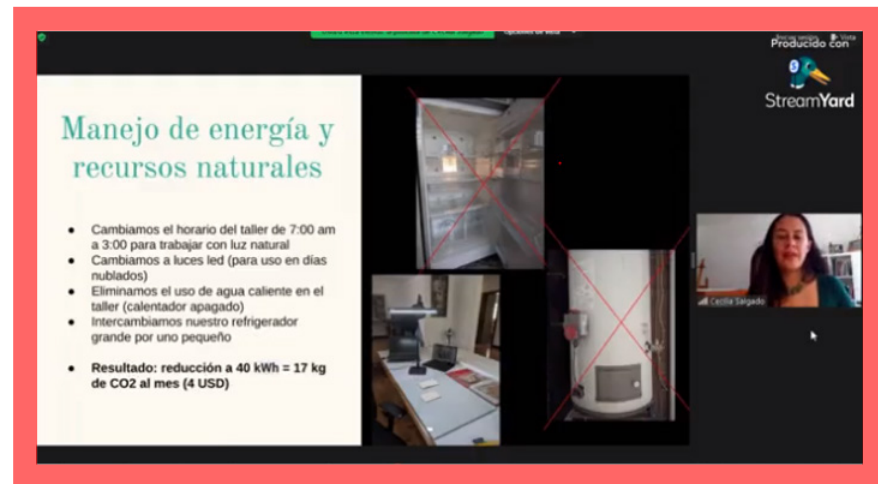 Vista
Producido con
StreamYard
Manejo de energía y
recursos naturales
Cambiamos el horario del taller de 7:00 am
a 3:00 para trabajar con luz natural
Cambiamos a luces led (para uso en días
nublados)
Eliminamos el uso de agua caliente en el
taller (calentador apagado)
Intercambiamos nuestro refrigerador
grande por uno pequeño
Resultado: reducción a 40 kWh = 17 kg
de CO2 al mes (4 USD)
Cecilia Salgado